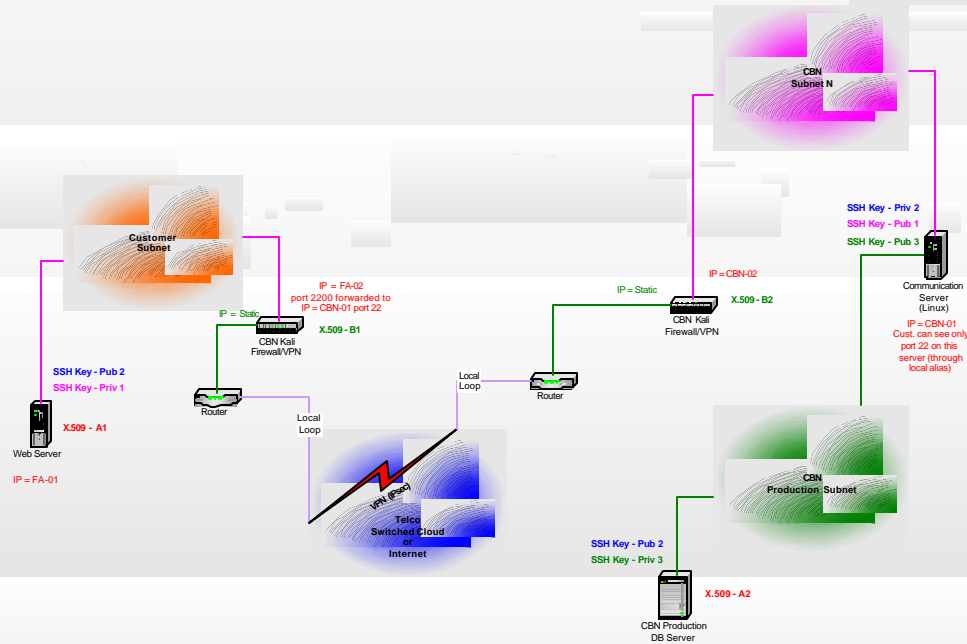 CBN
Subnet N
SSH Key - Priv 2
SSH Key - Pub 1
SSH Key - Pub 3
Communication
Server
(Linux)
IP = CBN-01
Cust. can see only
port 22 on this
server (through
local alias)
Customer
Subnet
IP = FA-02
port 2200 forwarded to
IP = CBN-01 port 22
IP = Static
X.509 - B1
CBN Kali
Firewall/VPN
IP = CBN-02
IP = Static
X.509 - B2
CBN Kali
Firewall/VPN
SSH Key - Pub 2
SSH Key - Priv 1
X.509 - A1
Web Server
IP = FA-01
Router
Local
Loop
Local
Loop
Router
VPN (IPsec)
Telco
Switched Cloud
or
Internet
CBN
Production Subnet
SSH Key - Pub 2
SSH Key - Priv 3
X.509 - A2
CBN Production
DB Server